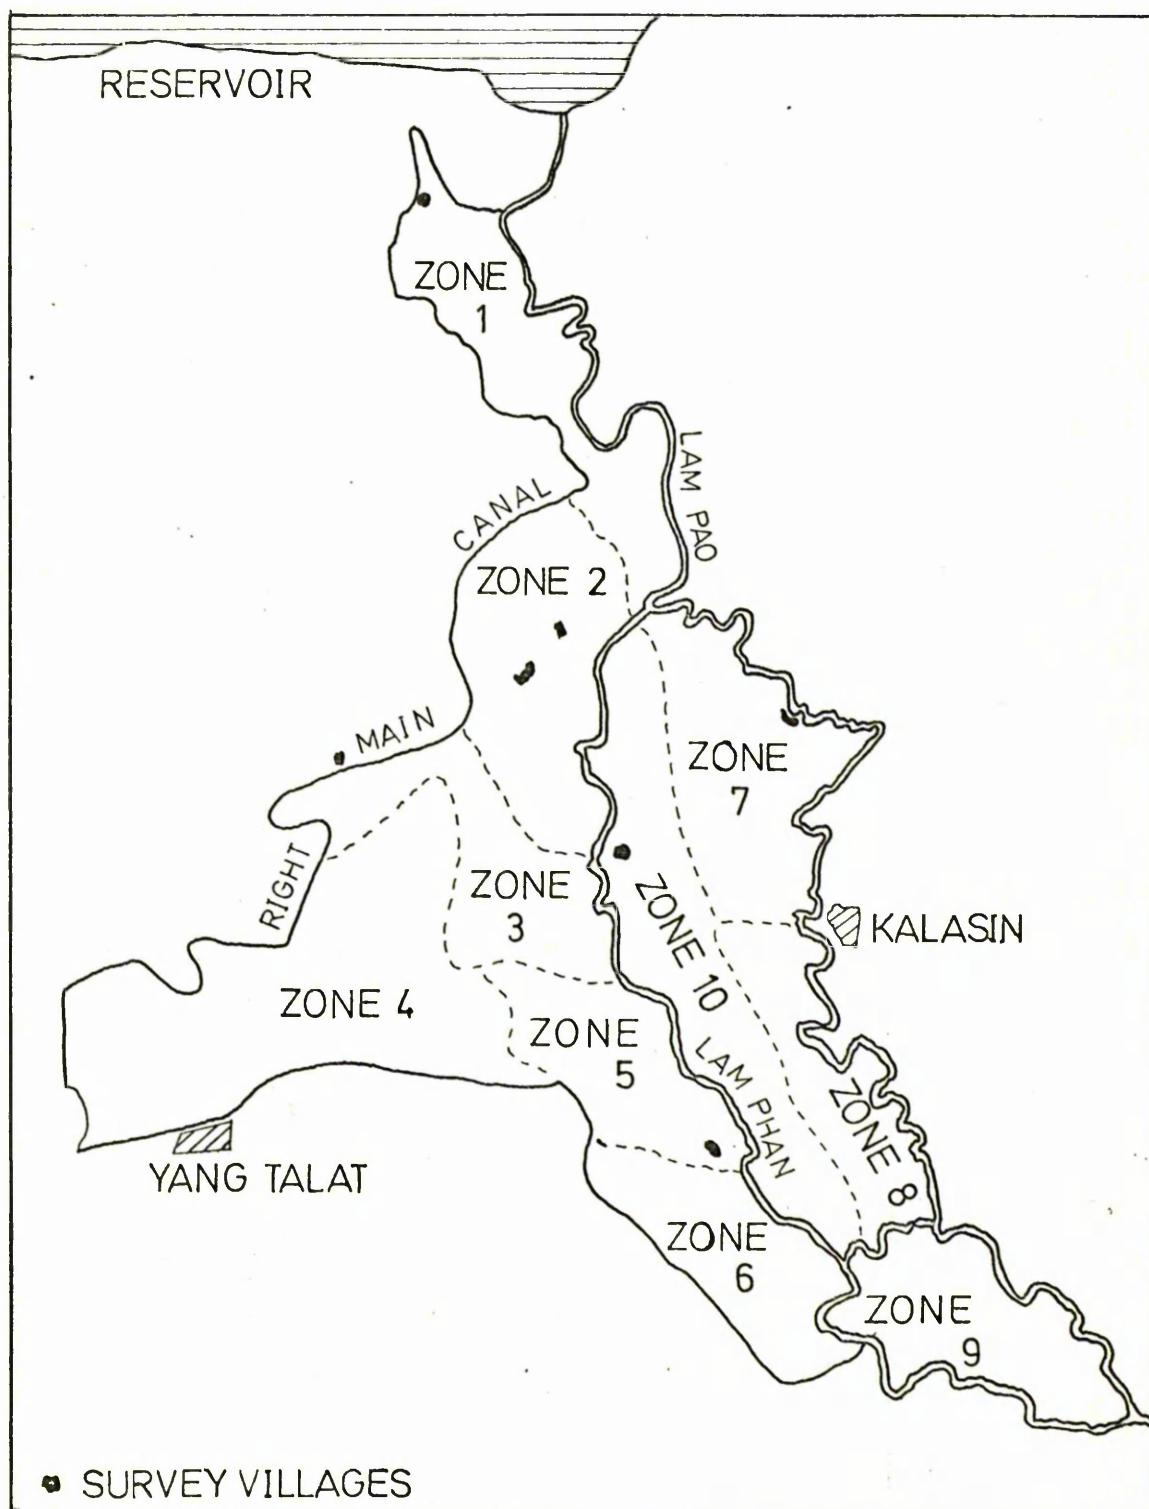 RESERVOIR
ZONE
1
LAM PAO
CANAL
ZONE 2
MAIN
ZONE
7
RIGHT
ZONE
3
ZONE 10
KALASIN
ZONE 4
ZONE
5
LAM PHAN
ZONE 8
YANG TALAT
ZONE
6
ZONE
9
SURVEY VILLAGES